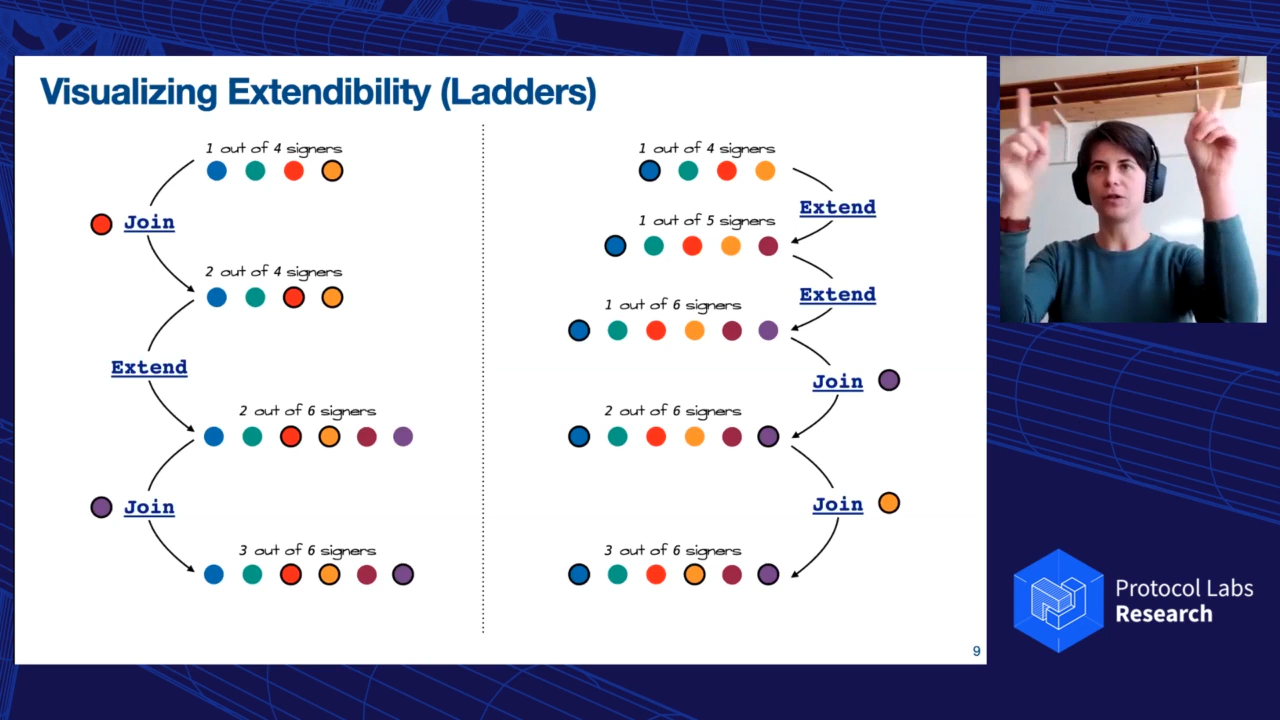 Visualizing Extendibility (Ladders)
1 out of 4 signers
Join
2 out of 4 signers
Extend
2 out of 6 signers
Join
3 out of 6 signers
1 out of 4 signers
Extend
1 out of 5 signers
Extend
1 out of 6 signers
Join
2 out of 6 signers
Join
3 out of 6 signers
9
Protocol Labs
Research